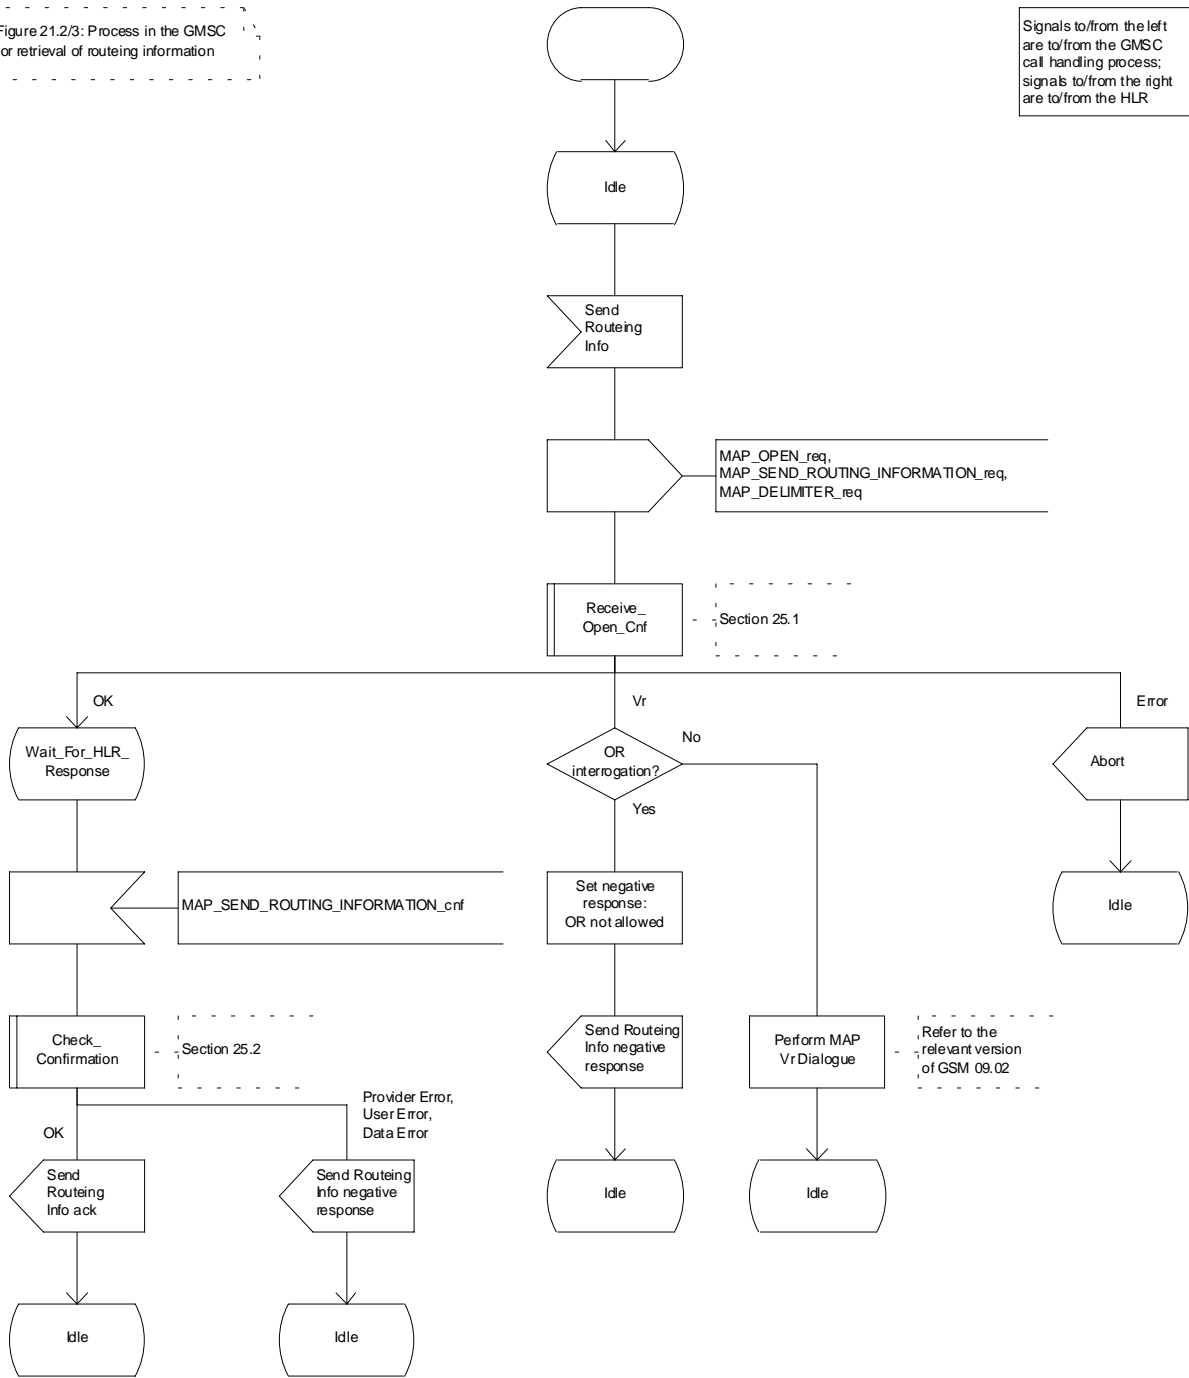 Figure 21.2/3: Process in the GMSC
or retrieval of routeing information
Signals to/from the left
are to/from the GMSC
call handling process;
signals to/from the right
are to/from the HLR
Idle
Send
Routeing
Info
MAP_OPEN_req,
MAP_SEND_ROUTING_INFORMATION_req,
MAP_DELIMITER_req
Receive_
Open_Cnf
Section 25.1
OK
Vr
Error
Wait_For_HLR_
Response
OR
interrogation?
No
Yes
Abort
MAP_SEND_ROUTING_INFORMATION_cnf
Set negative
response:
OR not allowed
Idle
Check_
Confirmation
Section 25.2
Send Routeing
Info negative
response
Perform MAP
Vr Dialogue
Refer to the
relevant version
of GSM 09.02
OK
Provider Error,
User Error,
Data Error
Send
Routeing
Info ack
Send Routeing
Info negative
response
Idle
Idle
Idle
Idle